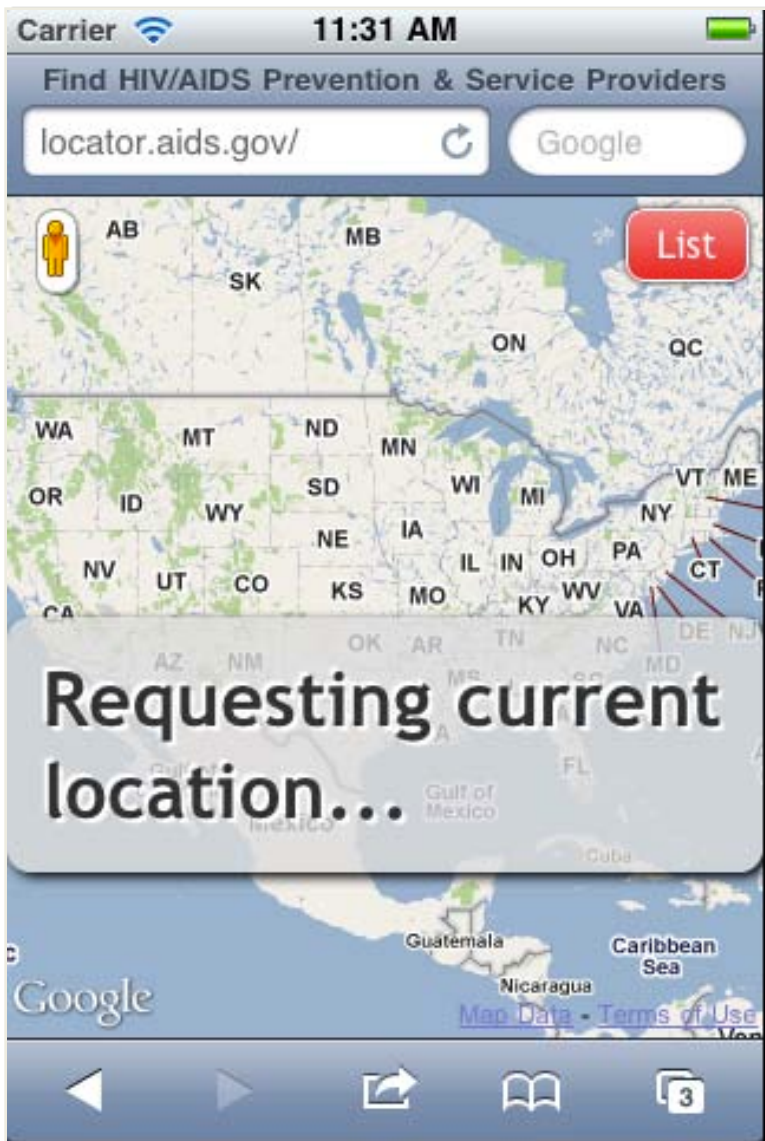 Carrier 11:31 AM
Find HIV/AIDS Prevention & Service Providers
locator.aids.gov/ Google
List
AB
MB
SK
ON
QC
WA
MT
ND
MN
OR
ID
WY
SD
WI
MI
VT ME
NY
NV
UT
CO
NE
IA
IL IN OH
PA
CT
KS
MO
KY
WV
VA
CA
OK AR TN NC DE NJ
AZ NM MS SC MD
Requesting current
location...
Gulf of
Mexico
FL
Mexico
Cuba
Guatemala
Caribbean
Sea
Nicaragua
Google
Map Data - Terms of Use
3